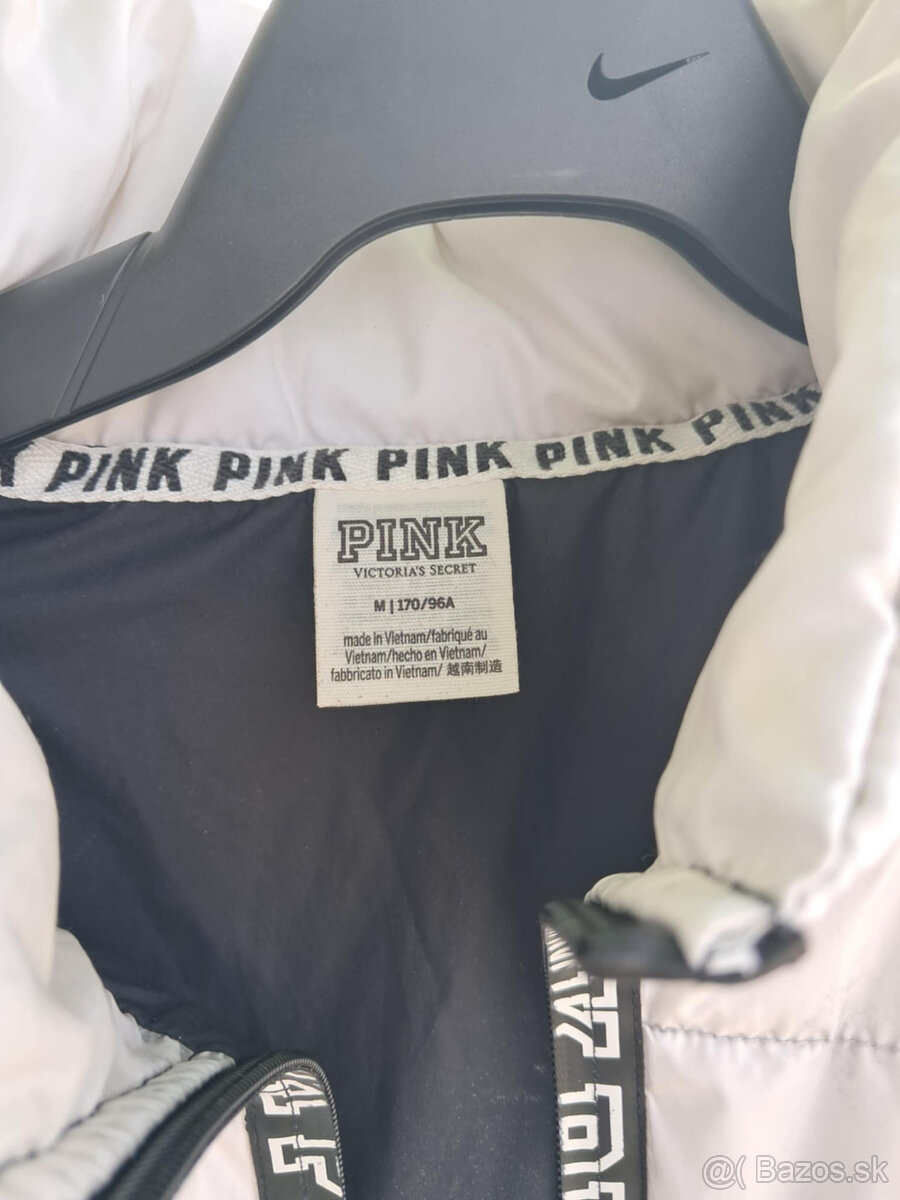 PINK PINK PINK PINK PINK
PINK
VICTORIA'S SECRET
M | 170/96A
made in Vietnam/fabriqué au
Vietnam/hecho en Vietnam/
fabbricato in Vietnam/ 越南制造
@( Bazos.sk